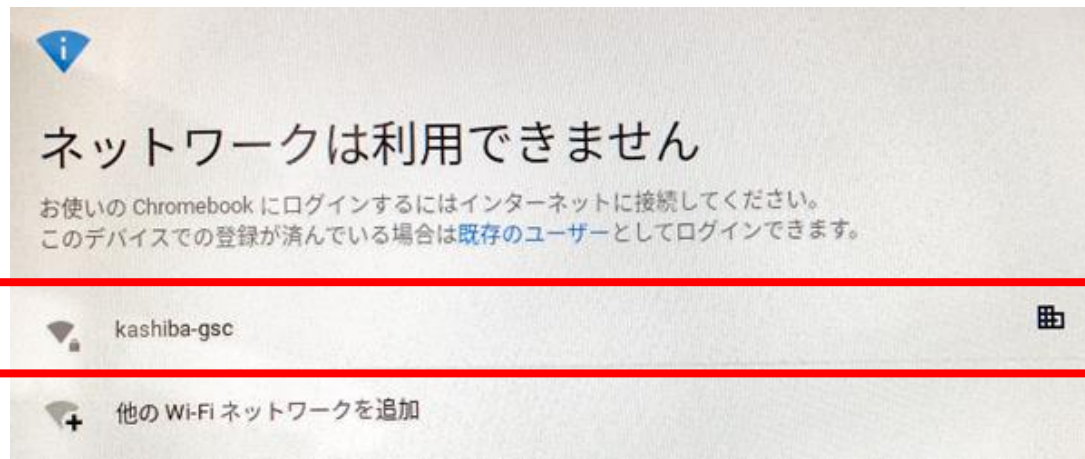 ネットワークは利用できません
お使いの Chromebook にログインするにはインターネットに接続してください。
このデバイスでの登録が済んでいる場合は既存のユーザーとしてログインできます。
kashiba-gsc
他の Wi-Fi ネットワークを追加